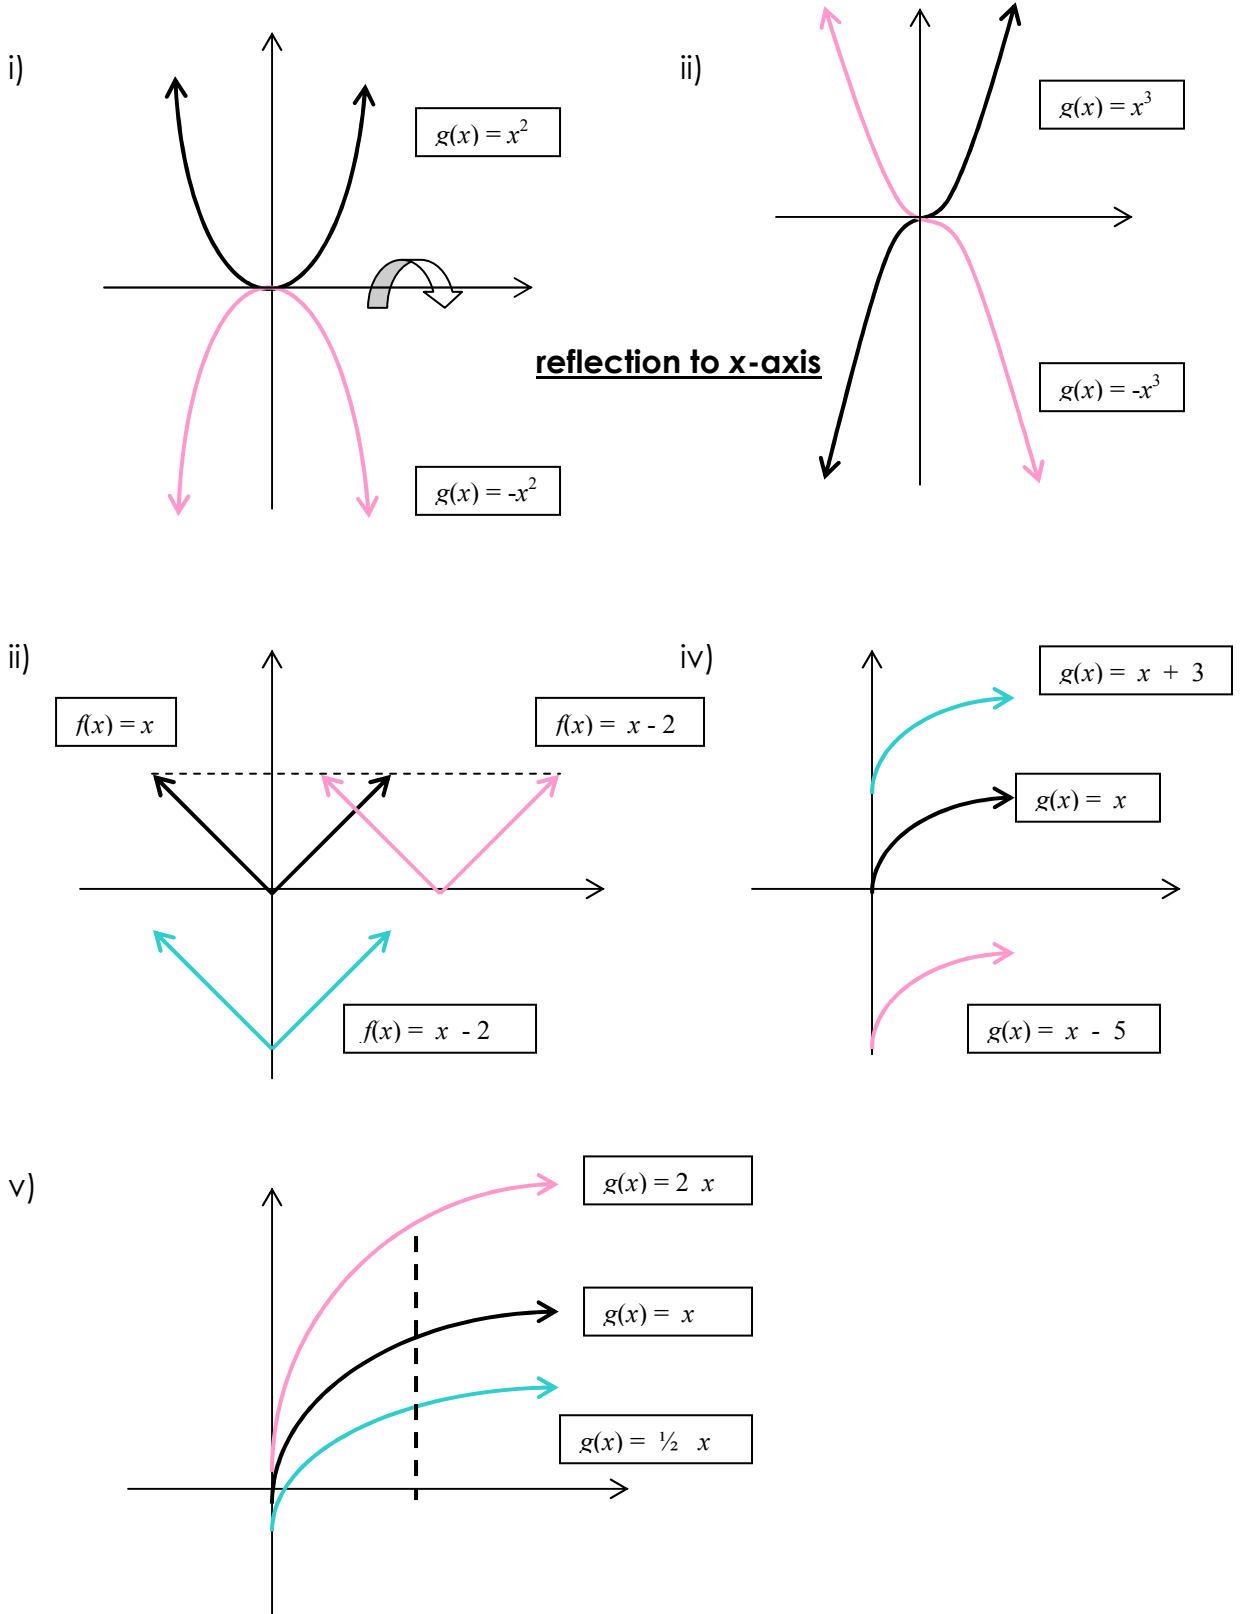 i)
g(x) = x²
reflection to x-axis
g(x) = -x²
ii)
g(x) = x³
g(x) = -x³
ii)
f(x) = x
f(x) = x - 2
f(x) = x - 2
iv)
g(x) = x + 3
g(x) = x
g(x) = x - 5
v)
g(x) = 2 x
g(x) = x
g(x) = ½ x